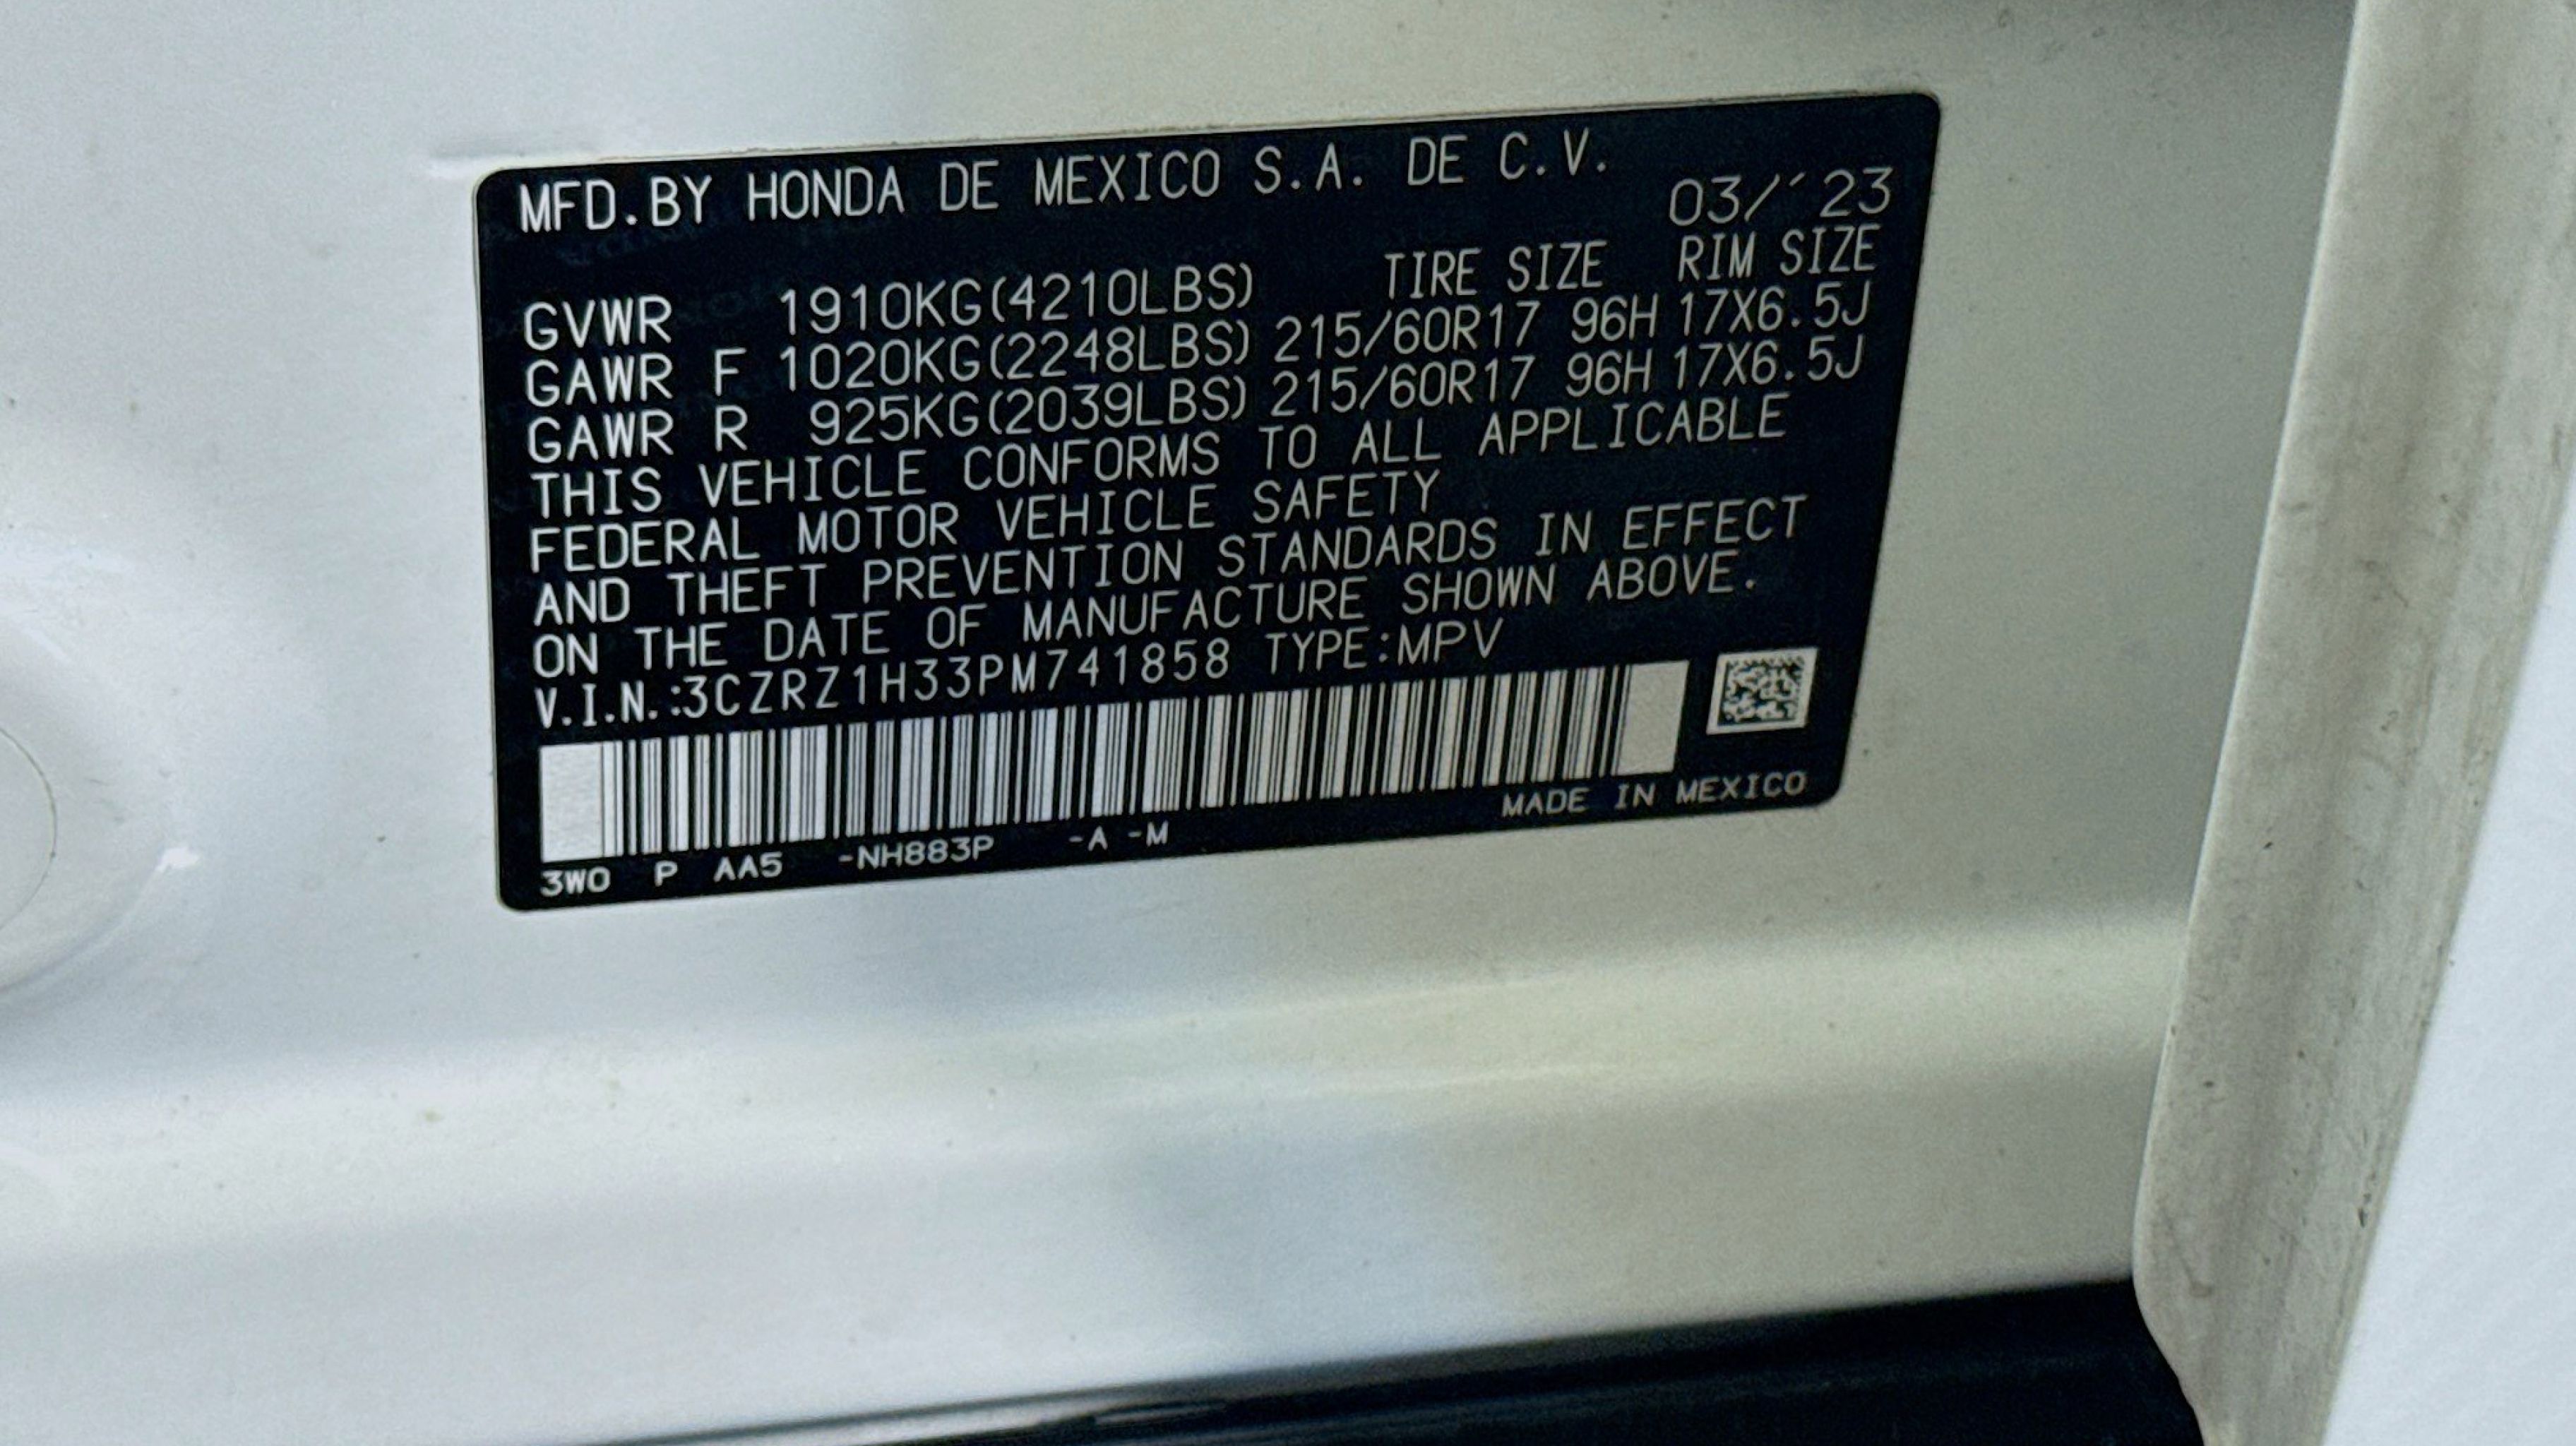 MFD.BY HONDA DE MEXICO S.A. DE C.V.
03/´23
GVWR 1910KG(4210LBS) TIRE SIZE RIM SIZE
GAWR F 1020KG(2248LBS) 215/60R17 96H 17X6.5J
GAWR R 925KG(2039LBS) 215/60R17 96H 17X6.5J
THIS VEHICLE CONFORMS TO ALL APPLICABLE
FEDERAL MOTOR VEHICLE SAFETY
AND THEFT PREVENTION STANDARDS IN EFFECT
ON THE DATE OF MANUFACTURE SHOWN ABOVE.
V.I.N.:3CZRZ1H33PM741858 TYPE:MPV
MADE IN MEXICO
3W0 P AA5 -NH883P -A -M